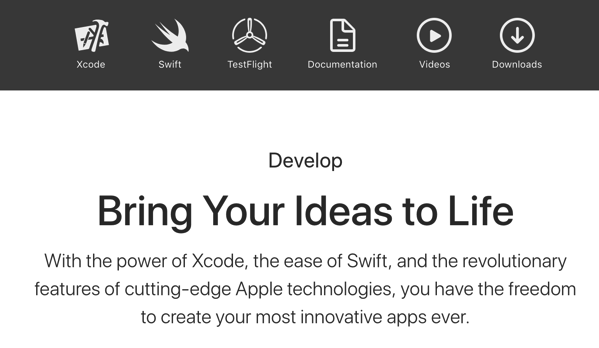 Xcode Swift TestFlight Documentation Videos Downloads
Develop
Bring Your Ideas to Life
With the power of Xcode, the ease of Swift, and the revolutionary
features of cutting-edge Apple technologies, you have the freedom
to create your most innovative apps ever.